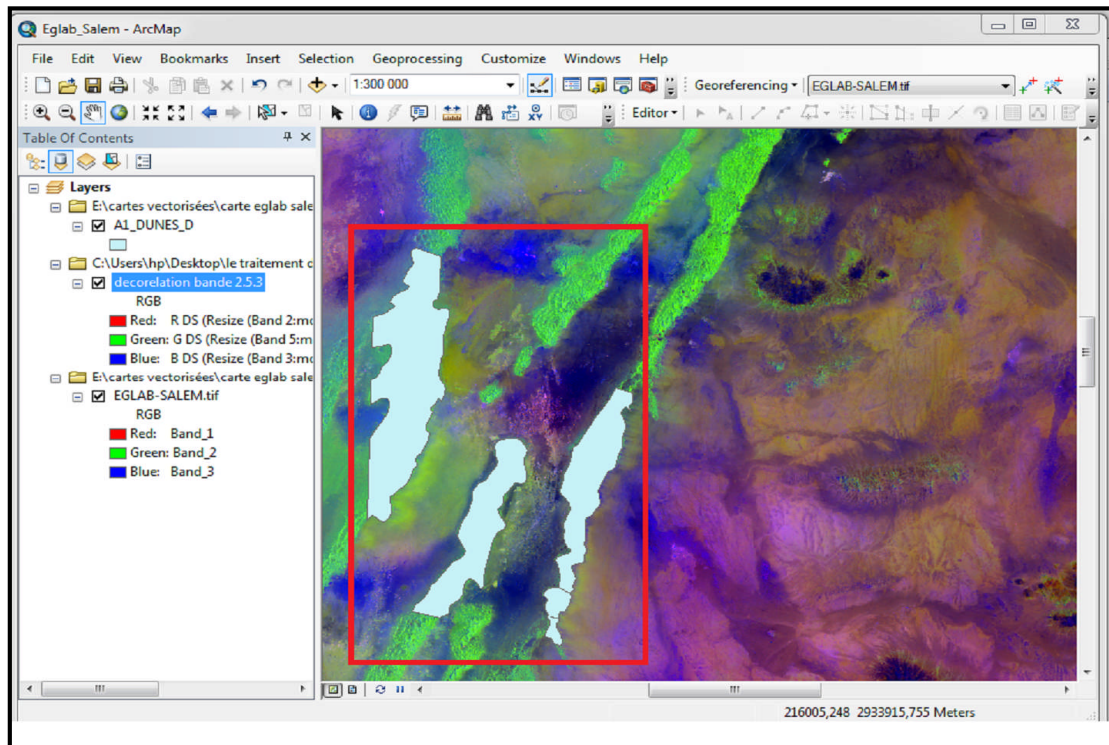 Eglab_Salem - ArcMap
File Edit View Bookmarks Insert Selection Geoprocessing Customize Windows Help
1:300 000 Georeferencing EGLAB-SALEM.tif
Editor
Table Of Contents
Layers
E:\cartes vectorisées\carte eglab sale
A1_DUNES_D
C:\Users\hp\Desktop\le traitement d
decorelation bande 2.5.3
RGB
Red: R DS (Resize (Band 2:mo
Green: G DS (Resize (Band 5:m
Blue: B DS (Resize (Band 3:mo
E:\cartes vectorisées\carte eglab sale
EGLAB-SALEM.tif
RGB
Red: Band_1
Green: Band_2
Blue: Band_3
216005,248 2933915,755 Meters